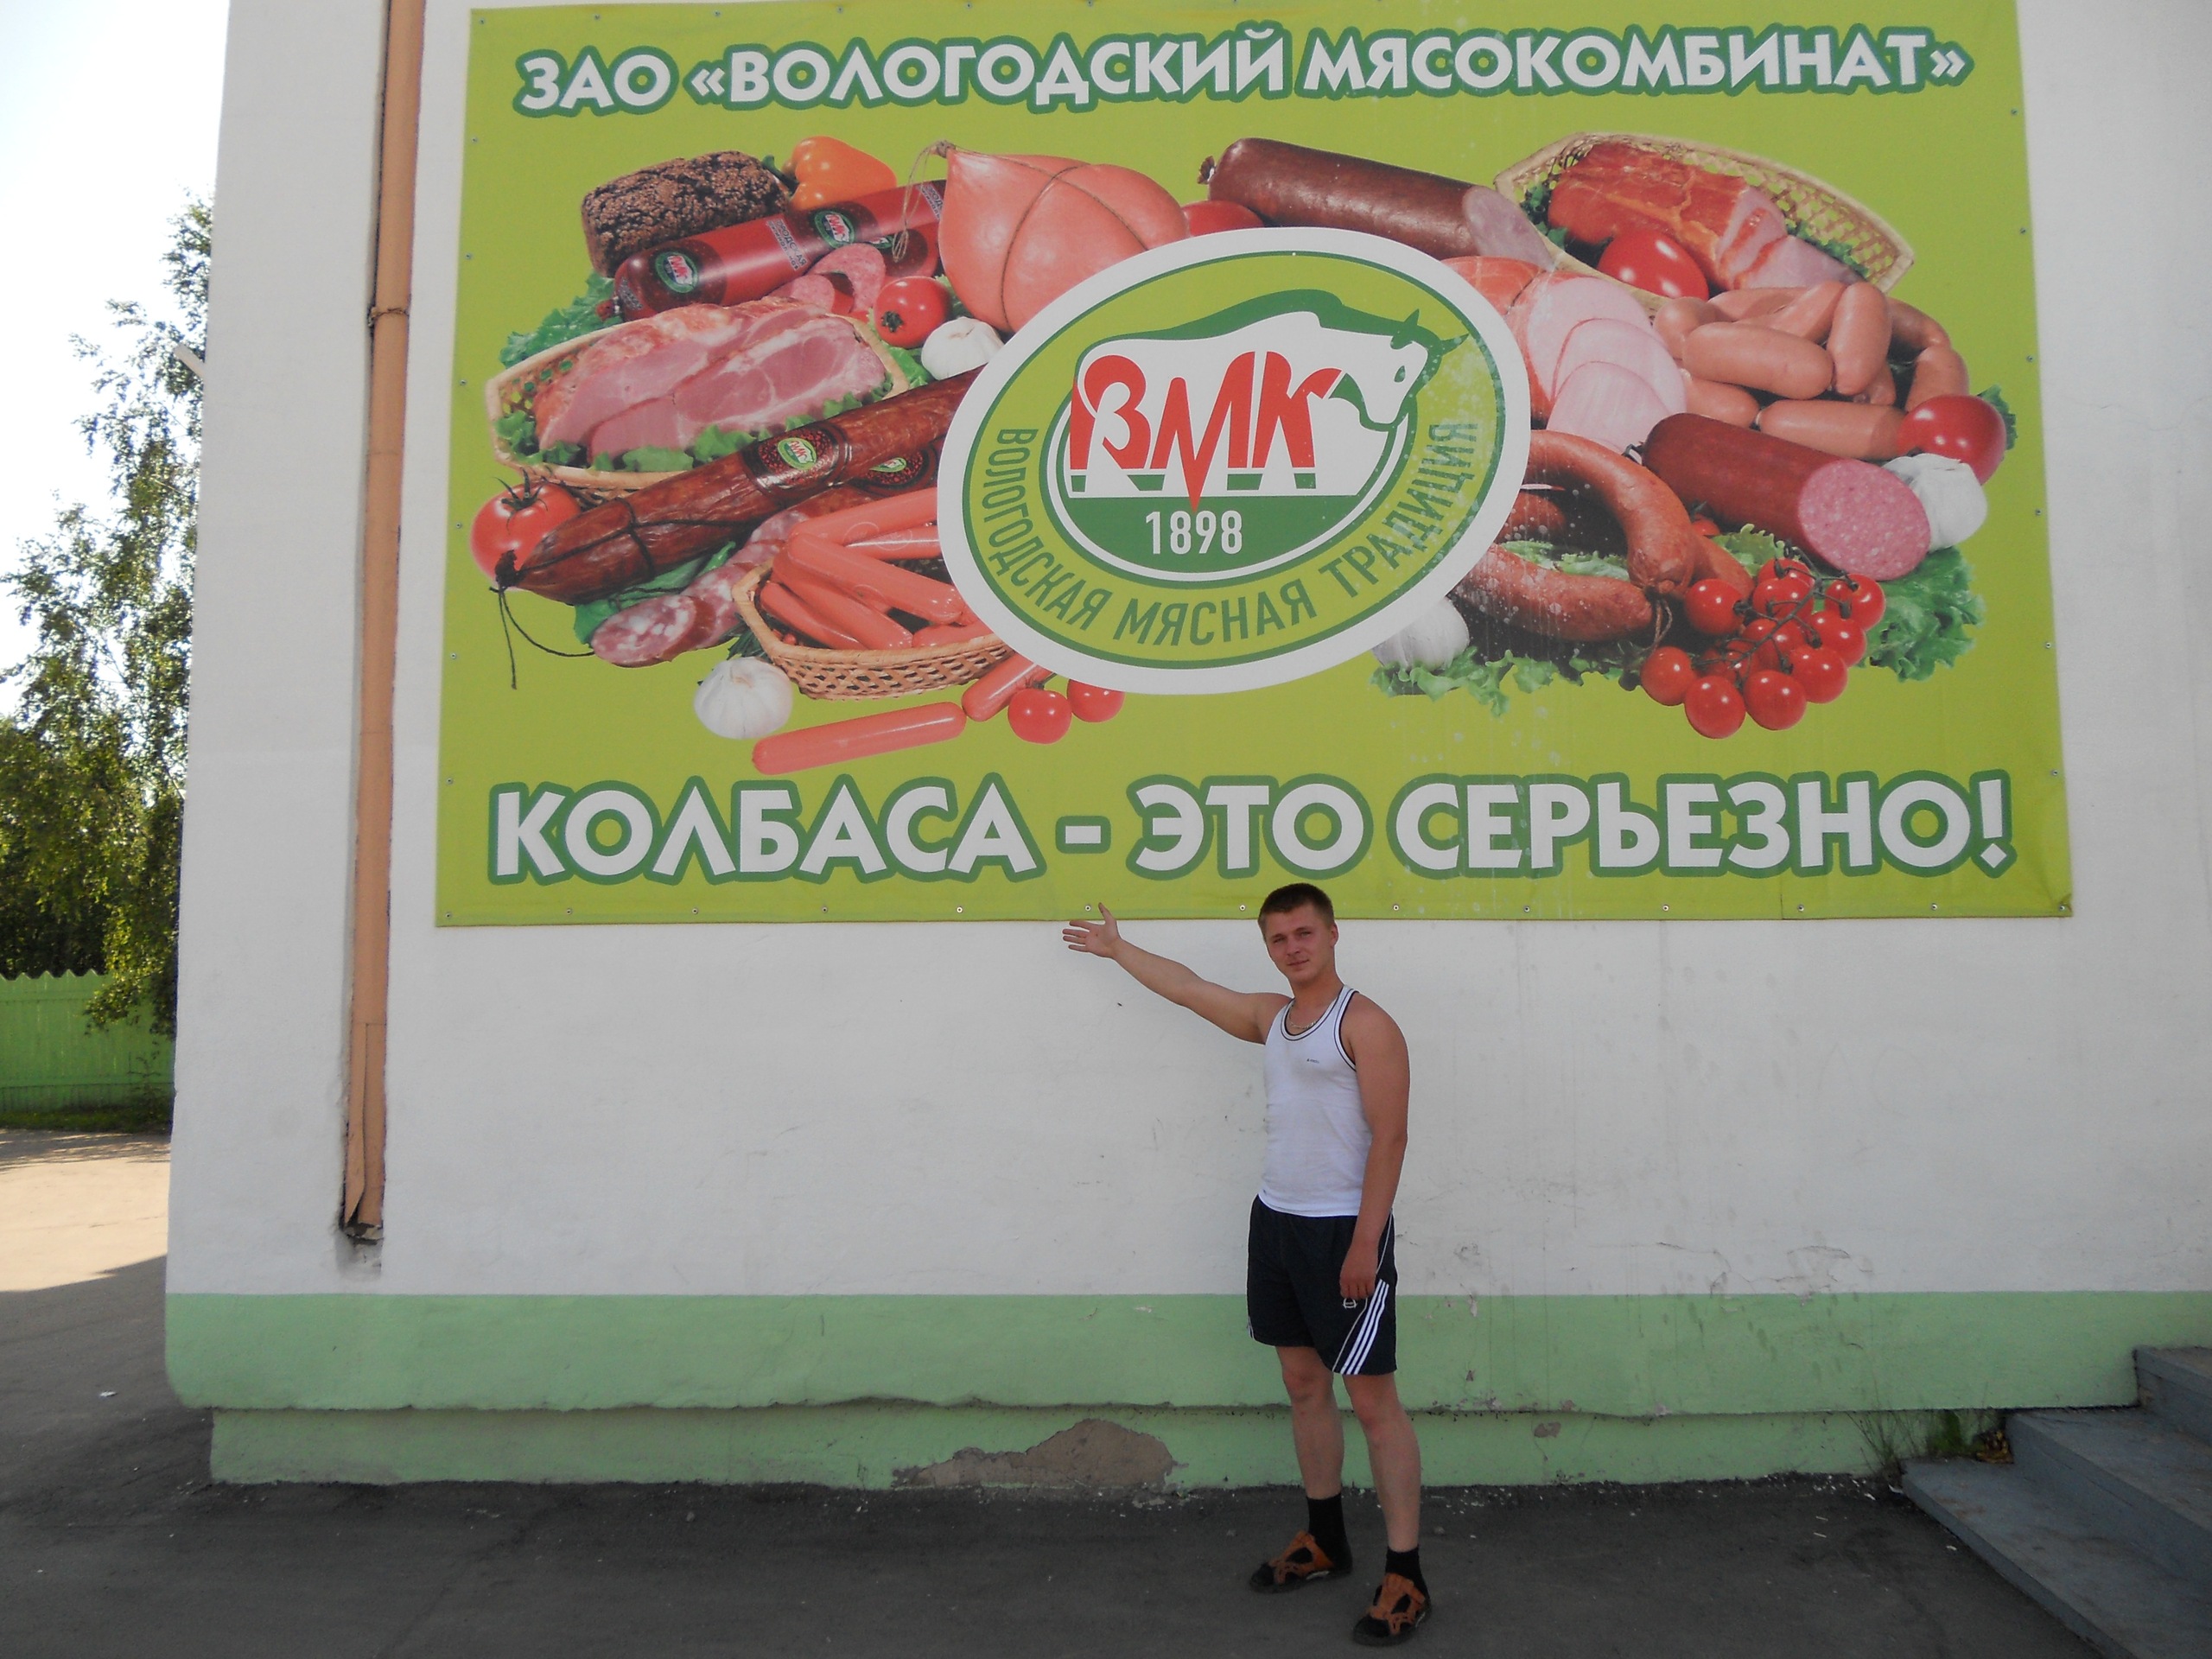 ЗАО «ВОЛОГОДСКИЙ МЯСОКОМБИНАТ»
ВМК
1898
ВОЛОГОДСКАЯ МЯСНАЯ ТРАДИЦИЯ
КОЛБАСА - ЭТО СЕРЬЕЗНО!